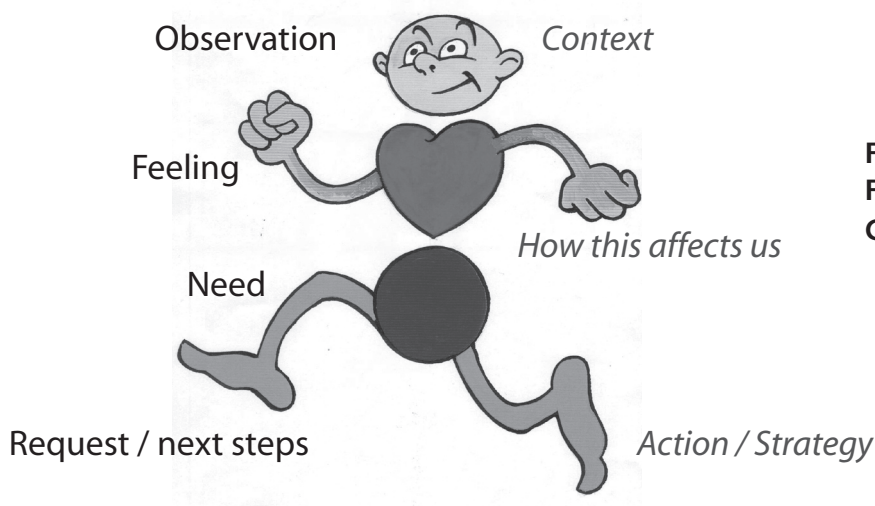 Observation
Context
Feeling
How this affects us
Need
Request / next steps
Action / Strategy